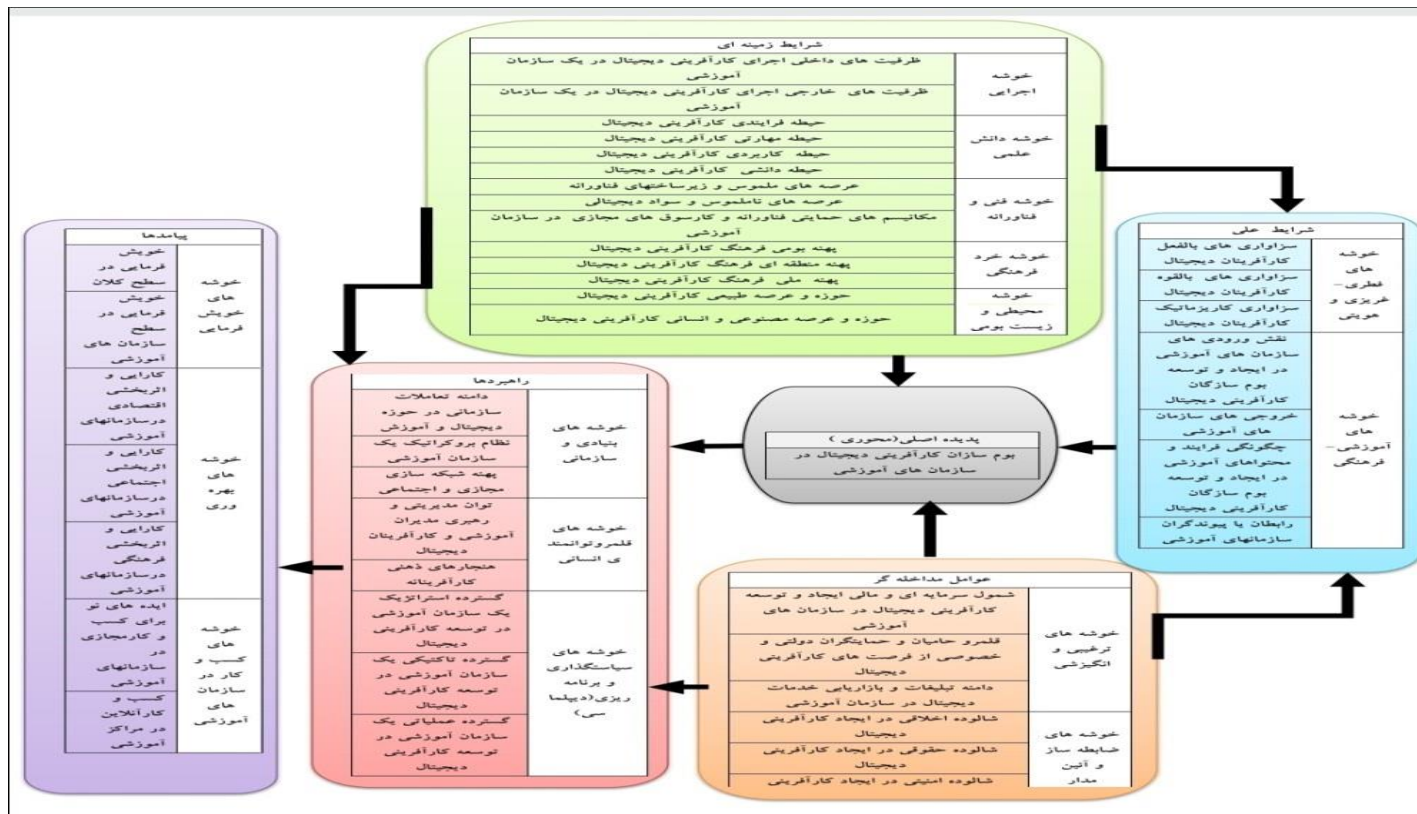 شرایط زمینه ای
خوشه
اجرایی
ظرفیت های داخلی اجرای کارآفرینی دیجیتال در یک سازمان
آموزشی
ظرفیت های خارجی اجرای کارآفرینی دیجیتال در یک سازمان
آموزشی
خوشه دانش
علمی
حیطه فرایندی کارآفرینی دیجیتال
حیطه مهارتی کارآفرینی دیجیتال
حیطه کاربردی کارآفرینی دیجیتال
حیطه دانشی کارآفرینی دیجیتال
خوشه فنی و
فناورانه
عرصه های ملموس و زیرساختهای فناورانه
عرصه های ناملموس و سواد دیجیتالی
مکانیسم های حمایتی فناورانه و کارسوق های مجازی در سازمان
آموزشی
خوشه خرد
فرهنگی
پهنه بومی فرهنگ کارآفرینی دیجیتال
پهنه منطقه ای فرهنگ کارآفرینی دیجیتال
پهنه ملی فرهنگ کارآفرینی دیجیتال
خوشه
محیطی و
زیست بومی
حوزه و عرصه طبیعی کارآفرینی دیجیتال
حوزه و عرصه مصنوعی و انسانی کارآفرینی دیجیتال
شرایط علی
خوشه
های
فطری-
غریزی و
هویتی
سزاواری های بالفعل
کارآفرینان دیجیتال
سزاواری های بالقوه
کارآفرینان دیجیتال
سزاواری کاریزماتیک
کارآفرینان دیجیتال
خوشه
های
آموزشی-
فرهنگی
نقش ورودی های
سازمان های آموزشی
در ایجاد و توسعه
بوم سازگان
کارآفرینی دیجیتال
خروجی های سازمان
های آموزشی
چگونگی فرایند و
محتواهای آموزشی
در ایجاد و توسعه
بوم سازگان
کارآفرینی دیجیتال
رابطان یا پیوندگران
سازمانهای آموزشی
پدیده اصلی(محوری )
بوم سازان کارآفرینی دیجیتال در
سازمان های آموزشی
عوامل مداخله گر
خوشه های
ترغیبی و
انگیزشی
شمول سرمایه ای و مالی ایجاد و توسعه
کارآفرینی دیجیتال در سازمان های
آموزشی
قلمرو حامیان و حمایتگران دولتی و
خصوصی از فرصت های کارآفرینی
دیجیتال
دامنه تبلیغات و بازاریابی خدمات
دیجیتال در سازمان آموزشی
خوشه های
ضابطه ساز
و آئین
مدار
شالوده اخلاقی در ایجاد کارآفرینی
دیجیتال
شالوده حقوقی در ایجاد کارآفرینی
دیجیتال
شالوده امنیتی در ایجاد کارآفرینی
راهبردها
خوشه های
بنیادی و
سازمانی
دامنه تعاملات
سازمانی در حوزه
دیجیتال و آموزش
نظام بروکراتیک یک
سازمان آموزشی
پهنه شبکه سازی
مجازی و اجتماعی
خوشه های
قلمروتوانمند
ی انسانی
توان مدیریتی و
رهبری مدیران
آموزشی و کارآفرینان
دیجیتال
هنجارهای ذهنی
کارآفرینانه
خوشه های
سیاستگذاری
و برنامه
ریزی(دیپلما
سی)
گستره استراتژیک
یک سازمان آموزشی
در توسعه کارآفرینی
دیجیتال
گستره تاکتیکی یک
سازمان آموزشی در
توسعه کارآفرینی
دیجیتال
گستره عملیاتی یک
سازمان آموزشی در
توسعه کارآفرینی
دیجیتال
پیامدها
خوشه
های
خویش
فرمایی
خویش
فرمایی در
سطح کلان
خویش
فرمایی در
سطح
سازمان های
آموزشی
خوشه
های
بهره
وری
کارایی و
اثربخشی
اقتصادی
درسازمانهای
آموزشی
کارایی و
اثربخشی
اجتماعی
درسازمانهای
آموزشی
کارایی و
اثربخشی
فرهنگی
درسازمانهای
آموزشی
خوشه
های
کسب و
کار در
سازمان
های
آموزشی
ایده های نو
برای کسب
و کارمجازی
در
سازمانهای
آموزشی
کسب و
کارآنلاین
در مراکز
آموزشی